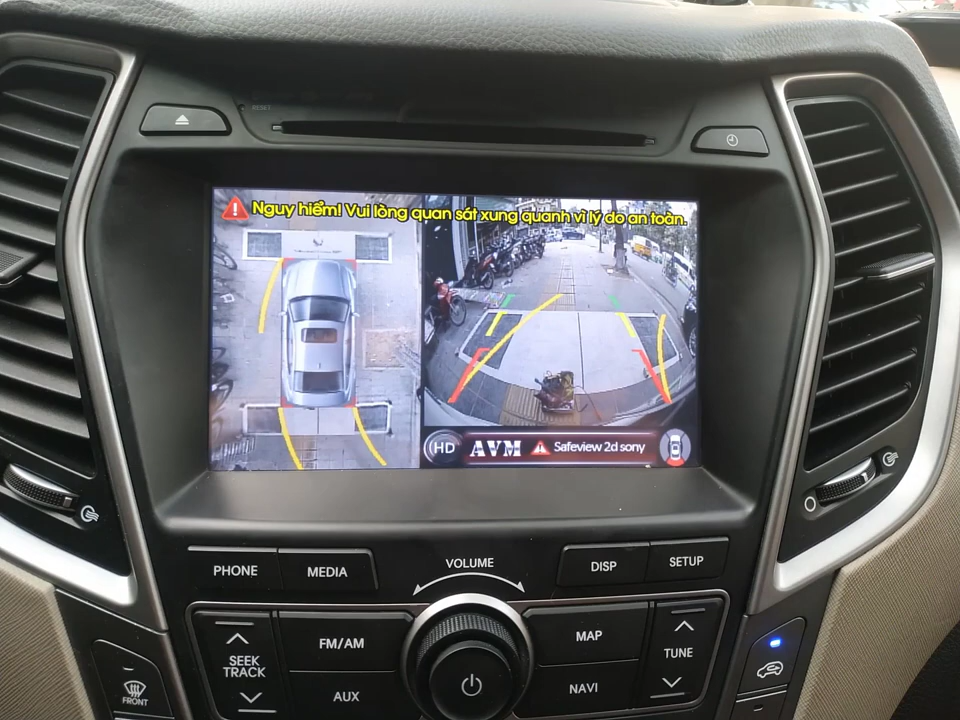 RESET
Nguy hiểm! Vui lòng quan sát xung quanh vì lý do an toàn.
HD AVM Safeview 2d sony
PHONE
MEDIA
VOLUME
DISP
SETUP
FM/AM
MAP
SEEK
TRACK
TUNE
AUX
NAVI
FRONT